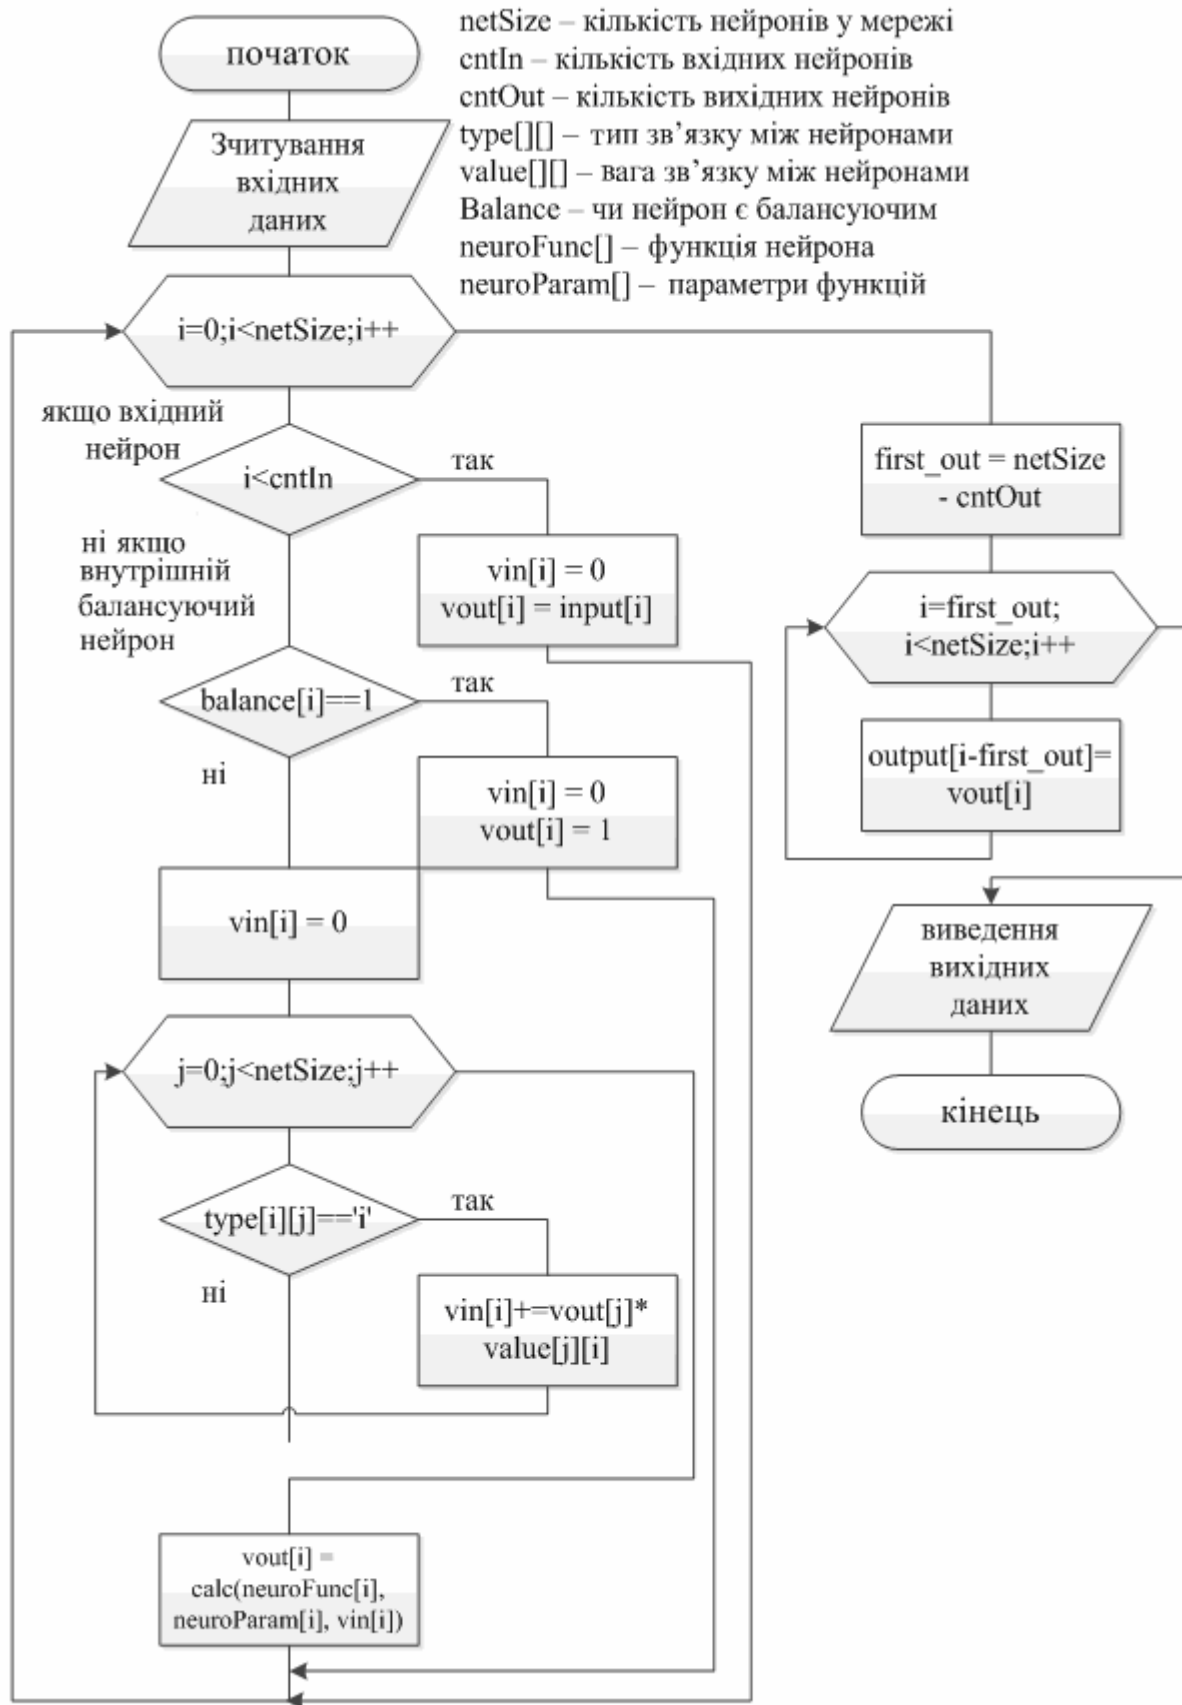 початок
netSize – кількість нейронів у мережі
cntIn – кількість вхідних нейронів
cntOut – кількість вихідних нейронів
type[][] – тип зв’язку між нейронами
value[][] – вага зв’язку між нейронами
Balance – чи нейрон є балансуючим
neuroFunc[] – функція нейрона
neuroParam[] – параметри функцій
Зчитування
вхідних
даних
i=0;i<netSize;i++
якщо вхідний
нейрон
i<cntIn
так
vin[i] = 0
vout[i] = input[i]
ні якщо
внутрішній
балансуючий
нейрон
balance[i]==1
так
ні
vin[i] = 0
vout[i] = 1
vin[i] = 0
j=0;j<netSize;j++
type[i][j]=='i'
так
ні
vin[i]+=vout[j]*
value[j][i]
vout[i] =
calc(neuroFunc[i],
neuroParam[i], vin[i])
first_out = netSize
- cntOut
i=first_out;
i<netSize;i++
output[i-first_out]=
vout[i]
виведення
вихідних
даних
кінець